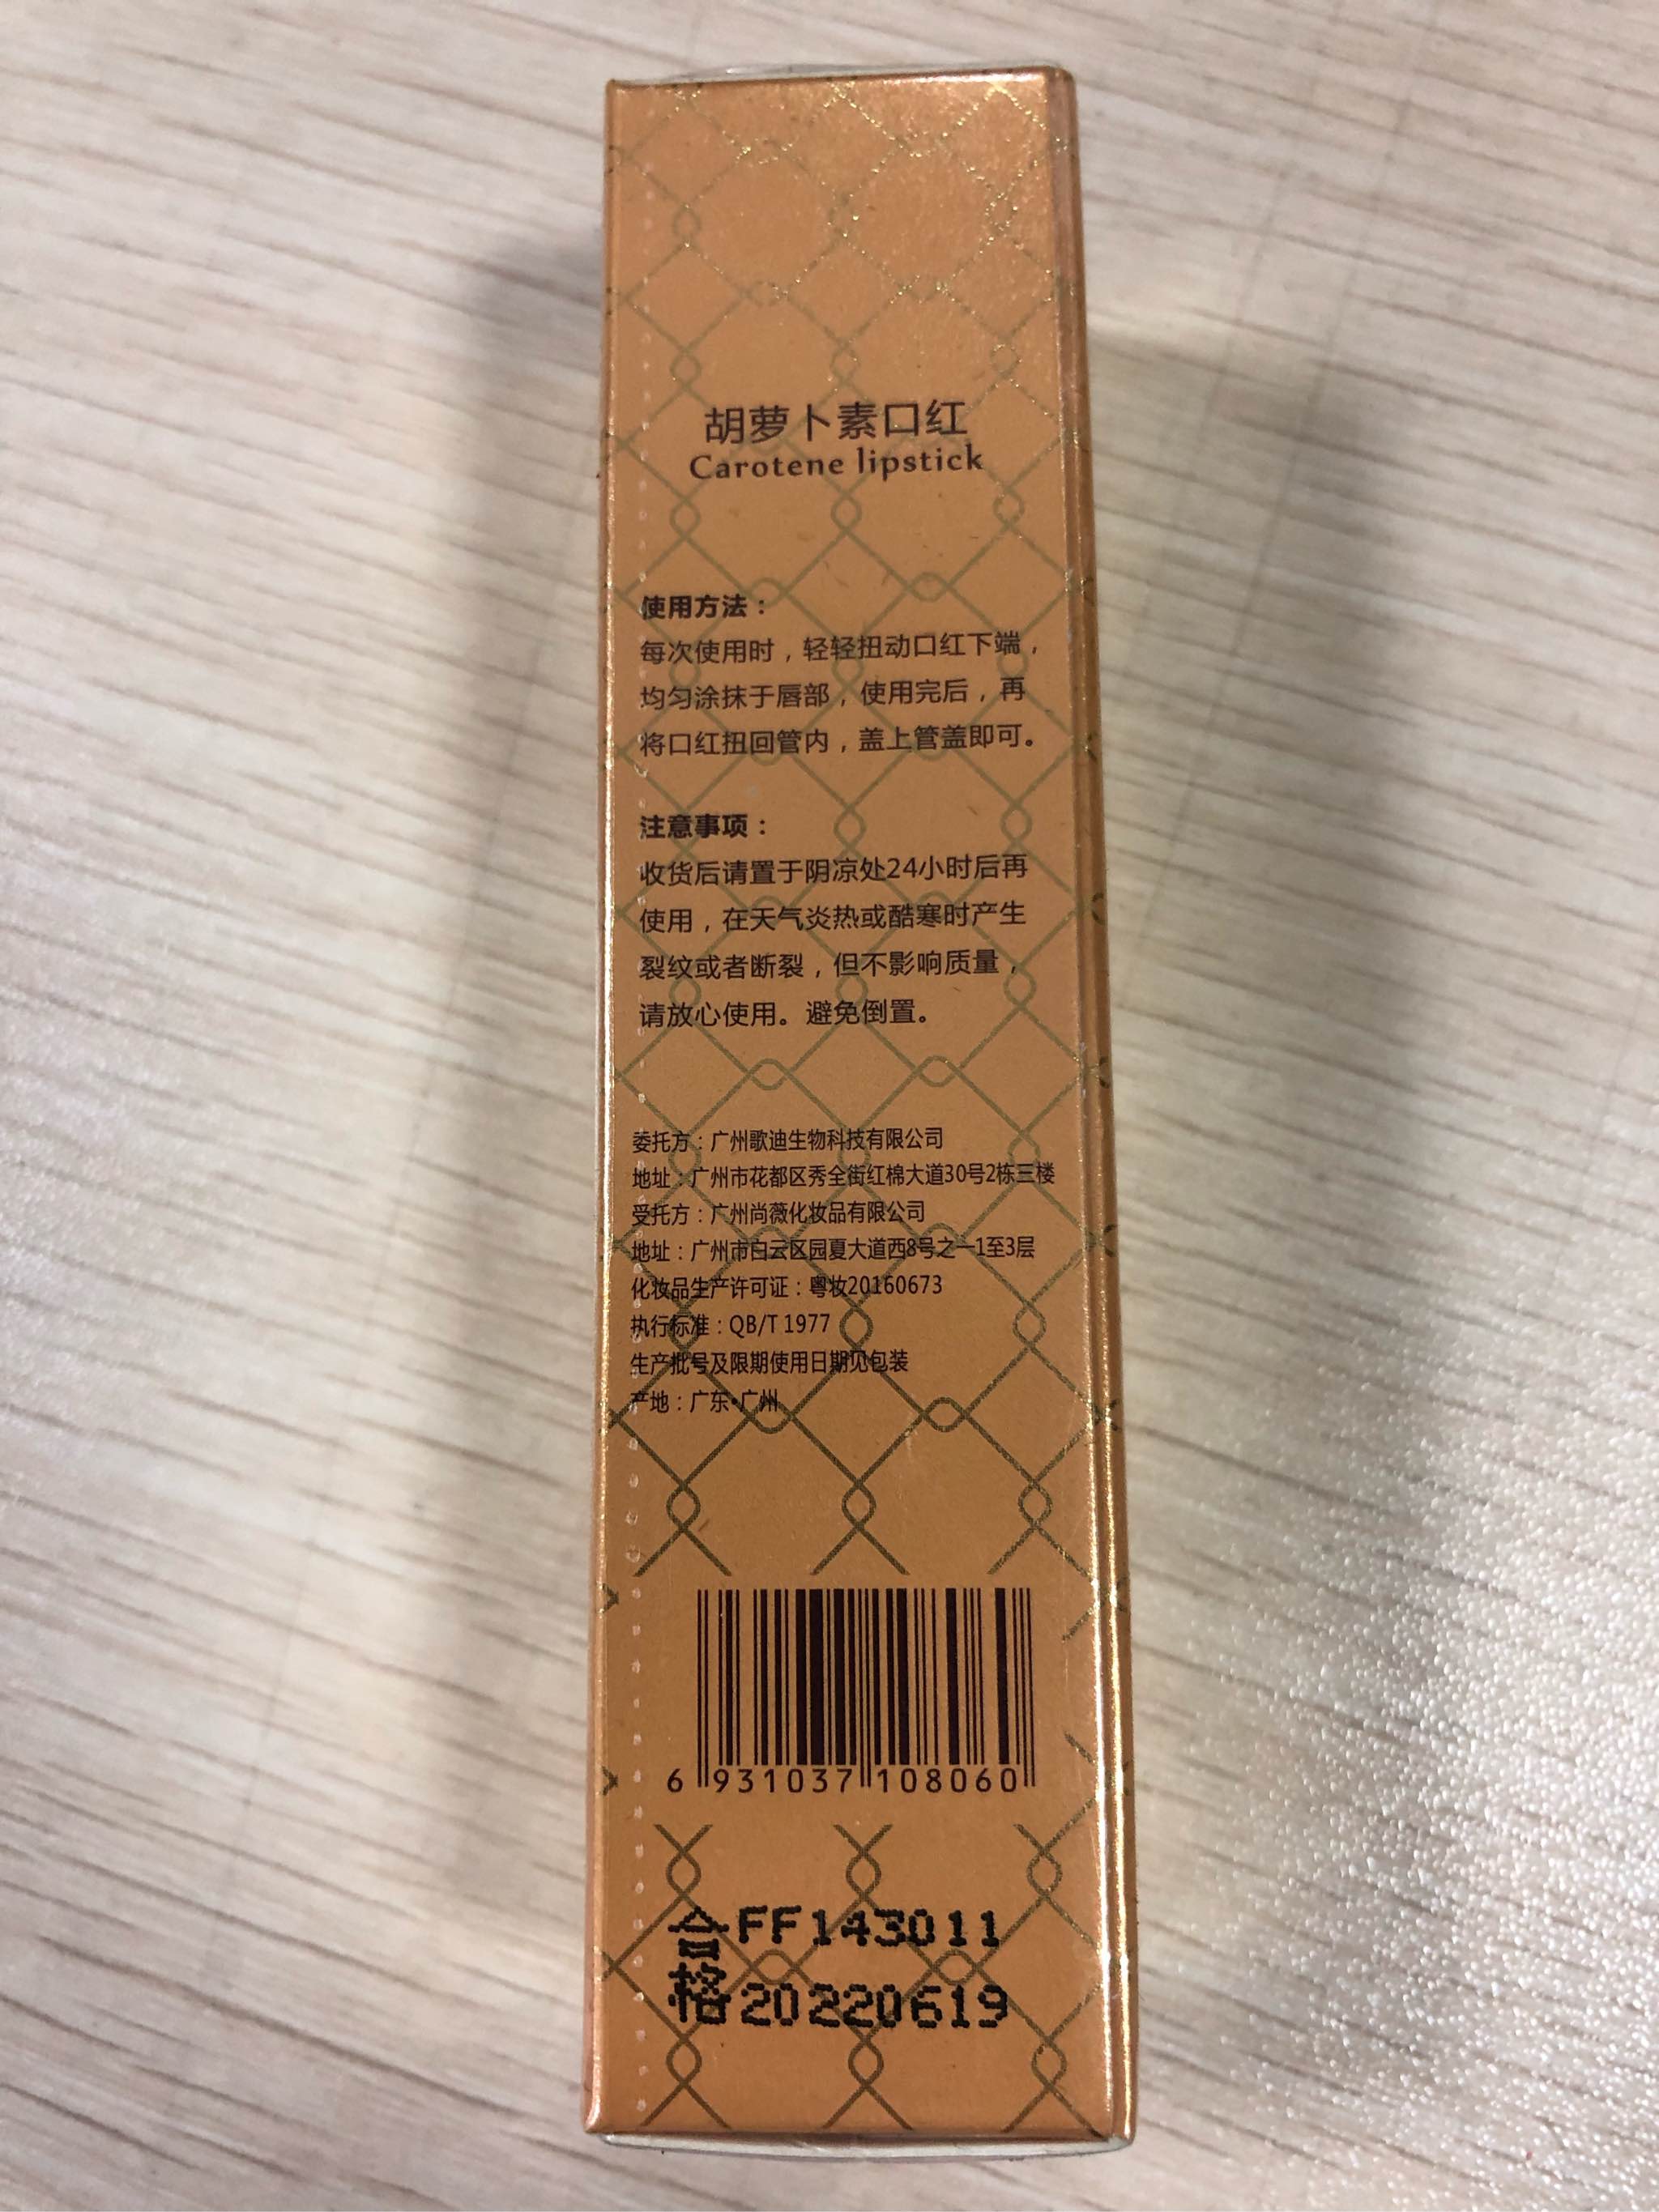 胡萝卜素口红
Carotene lipstick
使用方法：
每次使用时，轻轻扭动口红下端，
均匀涂抹于唇部，使用完后，再
将口红扭回管内，盖上管盖即可。
注意事项：
收货后请置于阴凉处24小时后再
使用，在天气炎热或酷寒时产生
裂纹或者断裂，但不影响质量，
请放心使用。避免倒置。
委托方：广州歌迪生物科技有限公司
地址：广州市花都区秀全街红棉大道30号2栋三楼
受托方：广州尚薇化妆品有限公司
地址：广州市白云区园夏大道西8号之一1至3层
化妆品生产许可证：粤妆20160673
执行标准：QB/T 1977
生产批号及限期使用日期见包装
产地：广东·广州
6 931037 108060
合格 FF143011
20220619